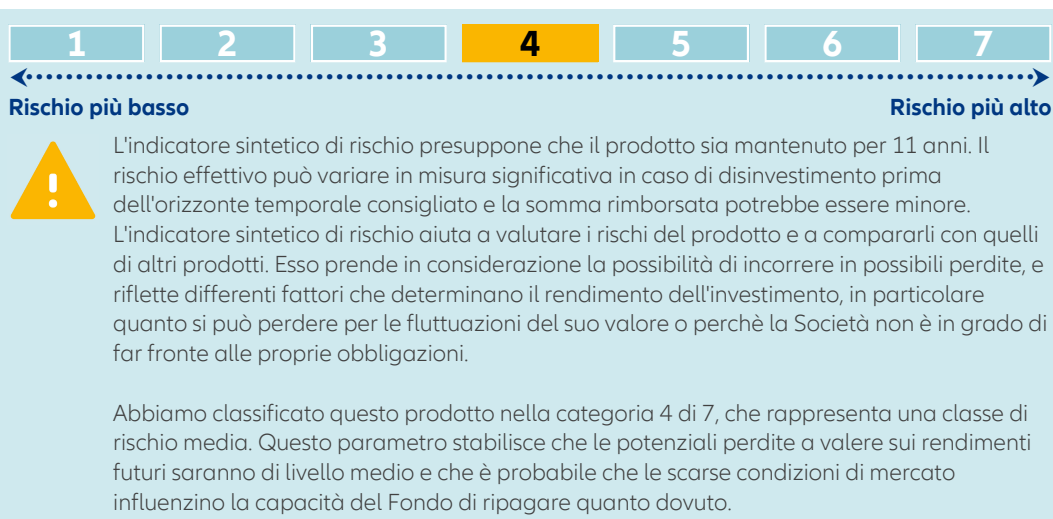 1 2 3 4 5 6 7
Rischio più basso Rischio più alto
L'indicatore sintetico di rischio presuppone che il prodotto sia mantenuto per 11 anni. Il
rischio effettivo può variare in misura significativa in caso di disinvestimento prima
dell'orizzonte temporale consigliato e la somma rimborsata potrebbe essere minore.
L'indicatore sintetico di rischio aiuta a valutare i rischi del prodotto e a compararli con quelli
di altri prodotti. Esso prende in considerazione la possibilità di incorrere in possibili perdite, e
riflette differenti fattori che determinano il rendimento dell'investimento, in particolare
quanto si può perdere per le fluttuazioni del suo valore o perchè la Società non è in grado di
far fronte alle proprie obbligazioni.
Abbiamo classificato questo prodotto nella categoria 4 di 7, che rappresenta una classe di
rischio media. Questo parametro stabilisce che le potenziali perdite a valere sui rendimenti
futuri saranno di livello medio e che è probabile che le scarse condizioni di mercato
influenzino la capacità del Fondo di ripagare quanto dovuto.